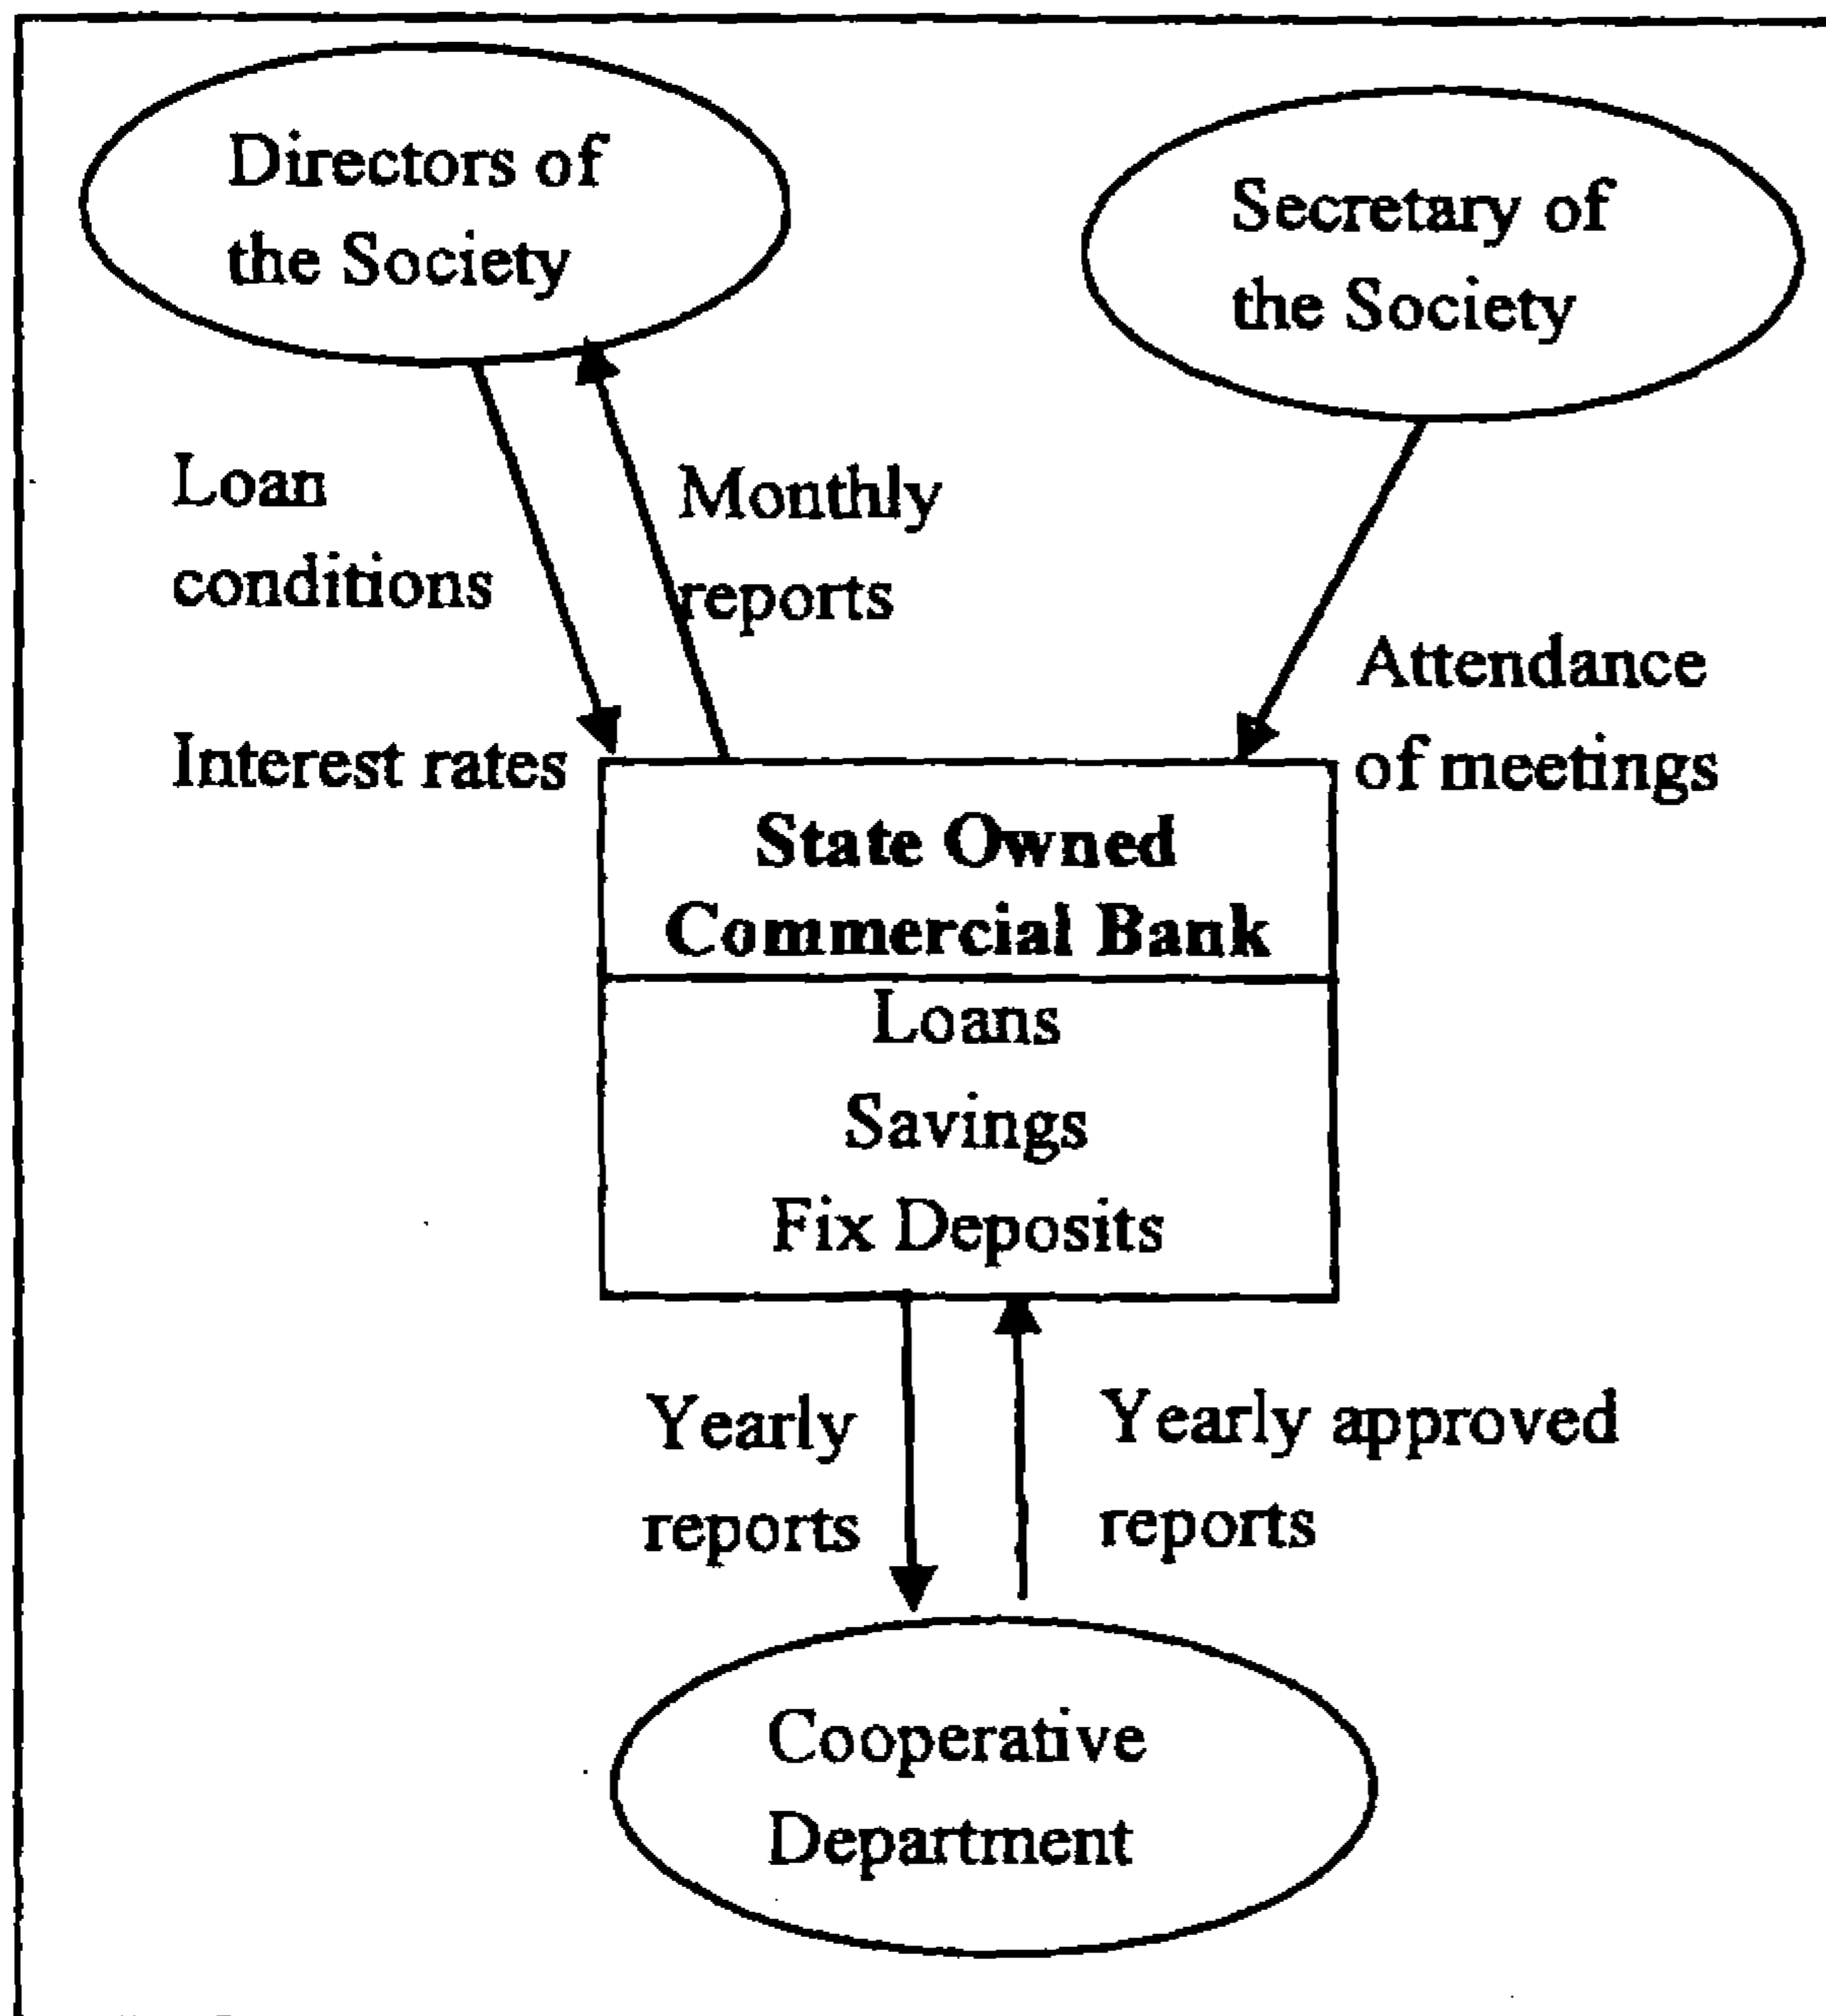 Directors of
the Society
Secretary of
the Society
Loan
conditions
Interest rates
Monthly
reports
Attendance
of meetings
State Owned
Commercial Bank
Loans
Savings
Fix Deposits
Yearly
reports
Yearly approved
reports
Cooperative
Department